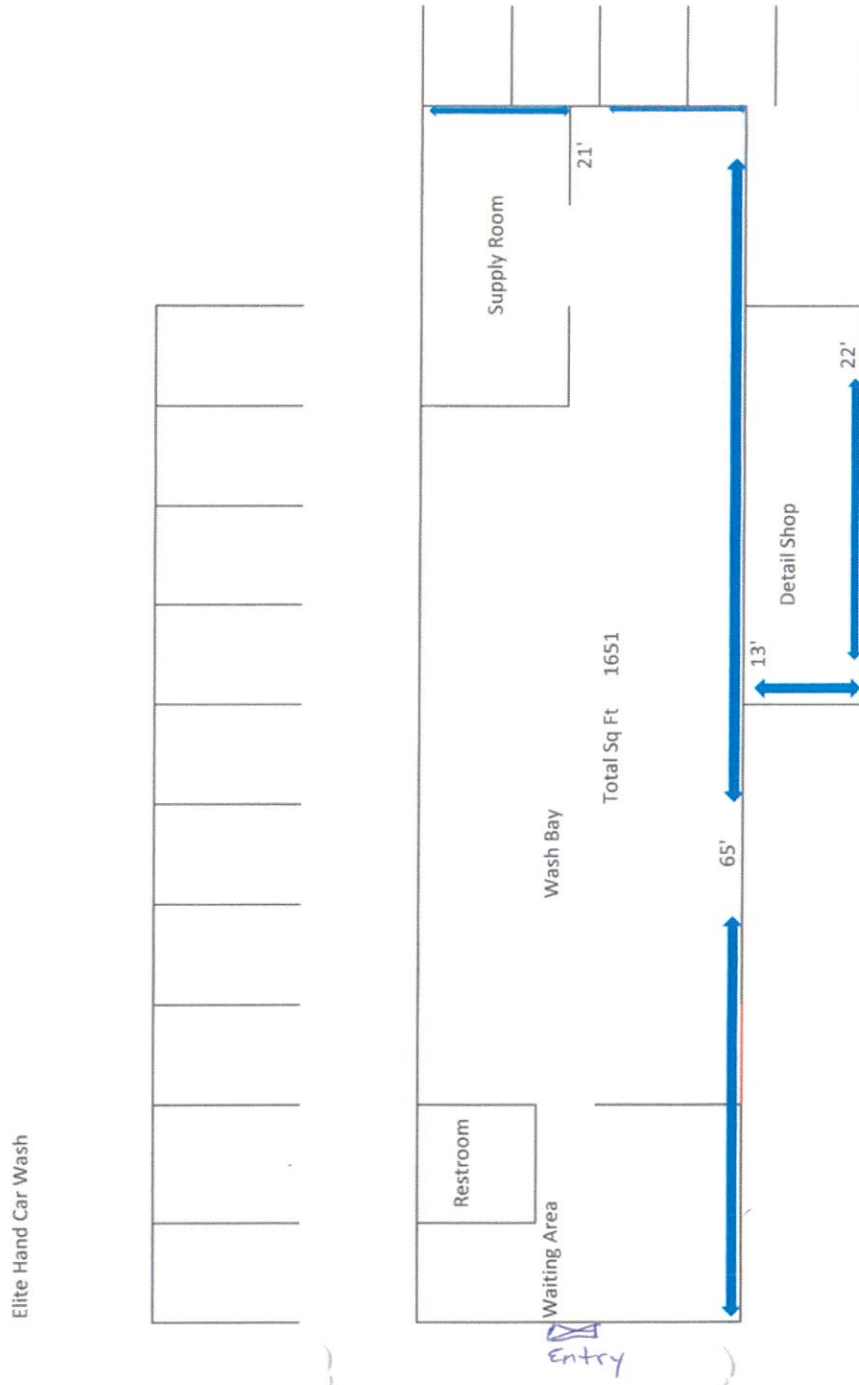 Elite Hand Car Wash
Supply Room
21'
Restroom
Waiting Area
Entry
Wash Bay
Total Sq Ft 1651
65'
13'
Detail Shop
22'